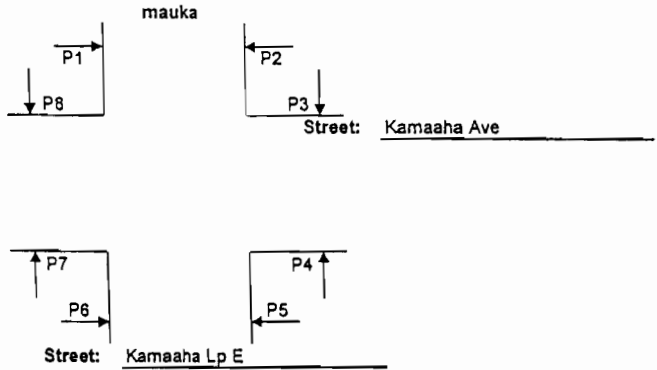 mauka
P1 P2
P8 P3
Street: Kamaaha Ave
P7 P4
P6 P5
Street: Kamaaha Lp E